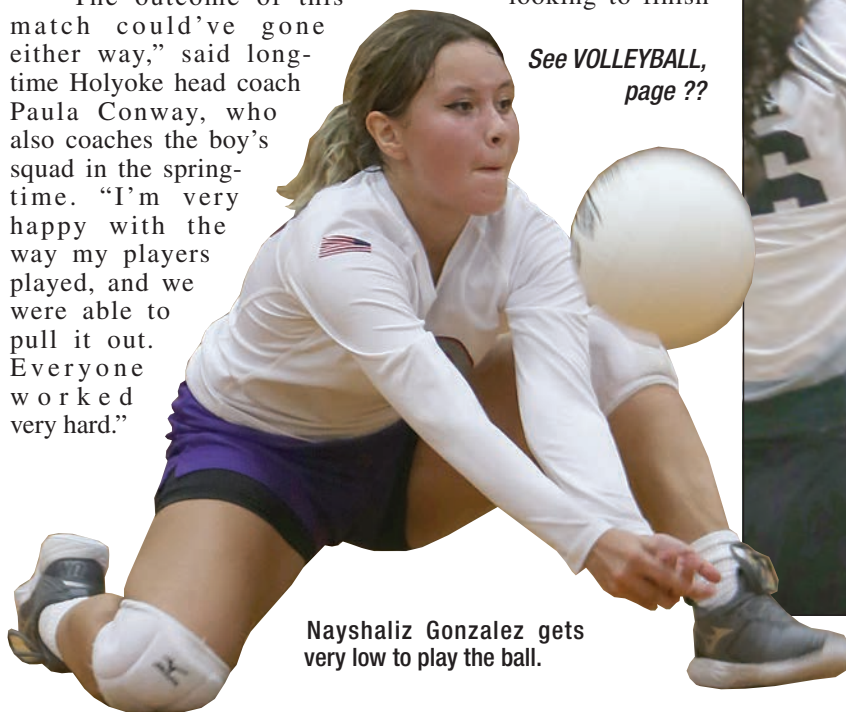 "The outcome of this
match could've gone
either way," said long-
time Holyoke head coach
Paula Conway, who
also coaches the boy's
squad in the spring-
time. "I'm very
happy with the
way my players
played, and we
were able to
pull it out.
Everyone
worked
very hard."
looking to finish
See VOLLEYBALL,
page ??
K
Nayshaliz Gonzalez gets
very low to play the ball.